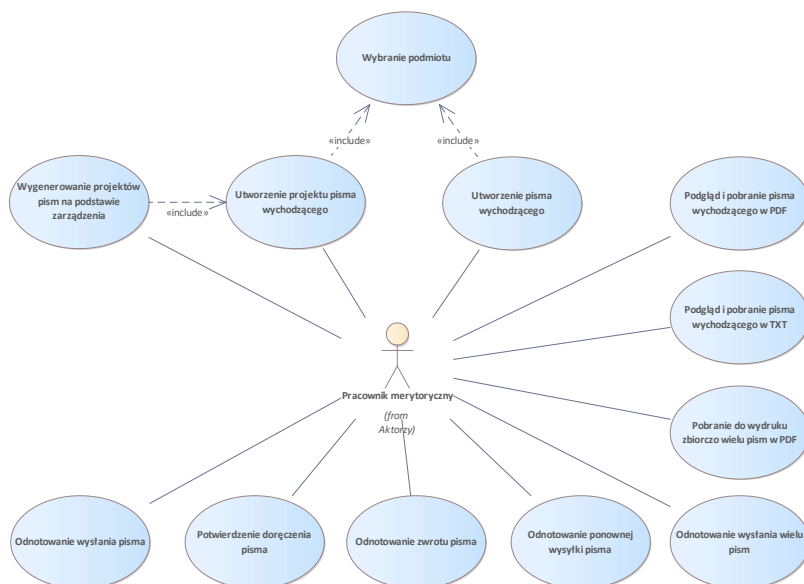 Wybranie podmiotu
«include»
«include»
Wygenerowanie projektów
pism na podstawie
zarządzenia
«include»
Utworzenie projektu pisma
wychodzącego
Utworzenie pisma
wychodzącego
Podgląd i pobranie pisma
wychodzącego w PDF
Podgląd i pobranie pisma
wychodzącego w TXT
Pracownik merytoryczny
(from
Aktorzy)
Pobranie do wydruku
zbiorczo wielu pism w PDF
Odnotowanie wysłania pisma
Potwierdzenie doręczenia
pisma
Odnotowanie zwrotu pisma
Odnotowanie ponownej
wysyłki pisma
Odnotowanie wysłania wielu
pism